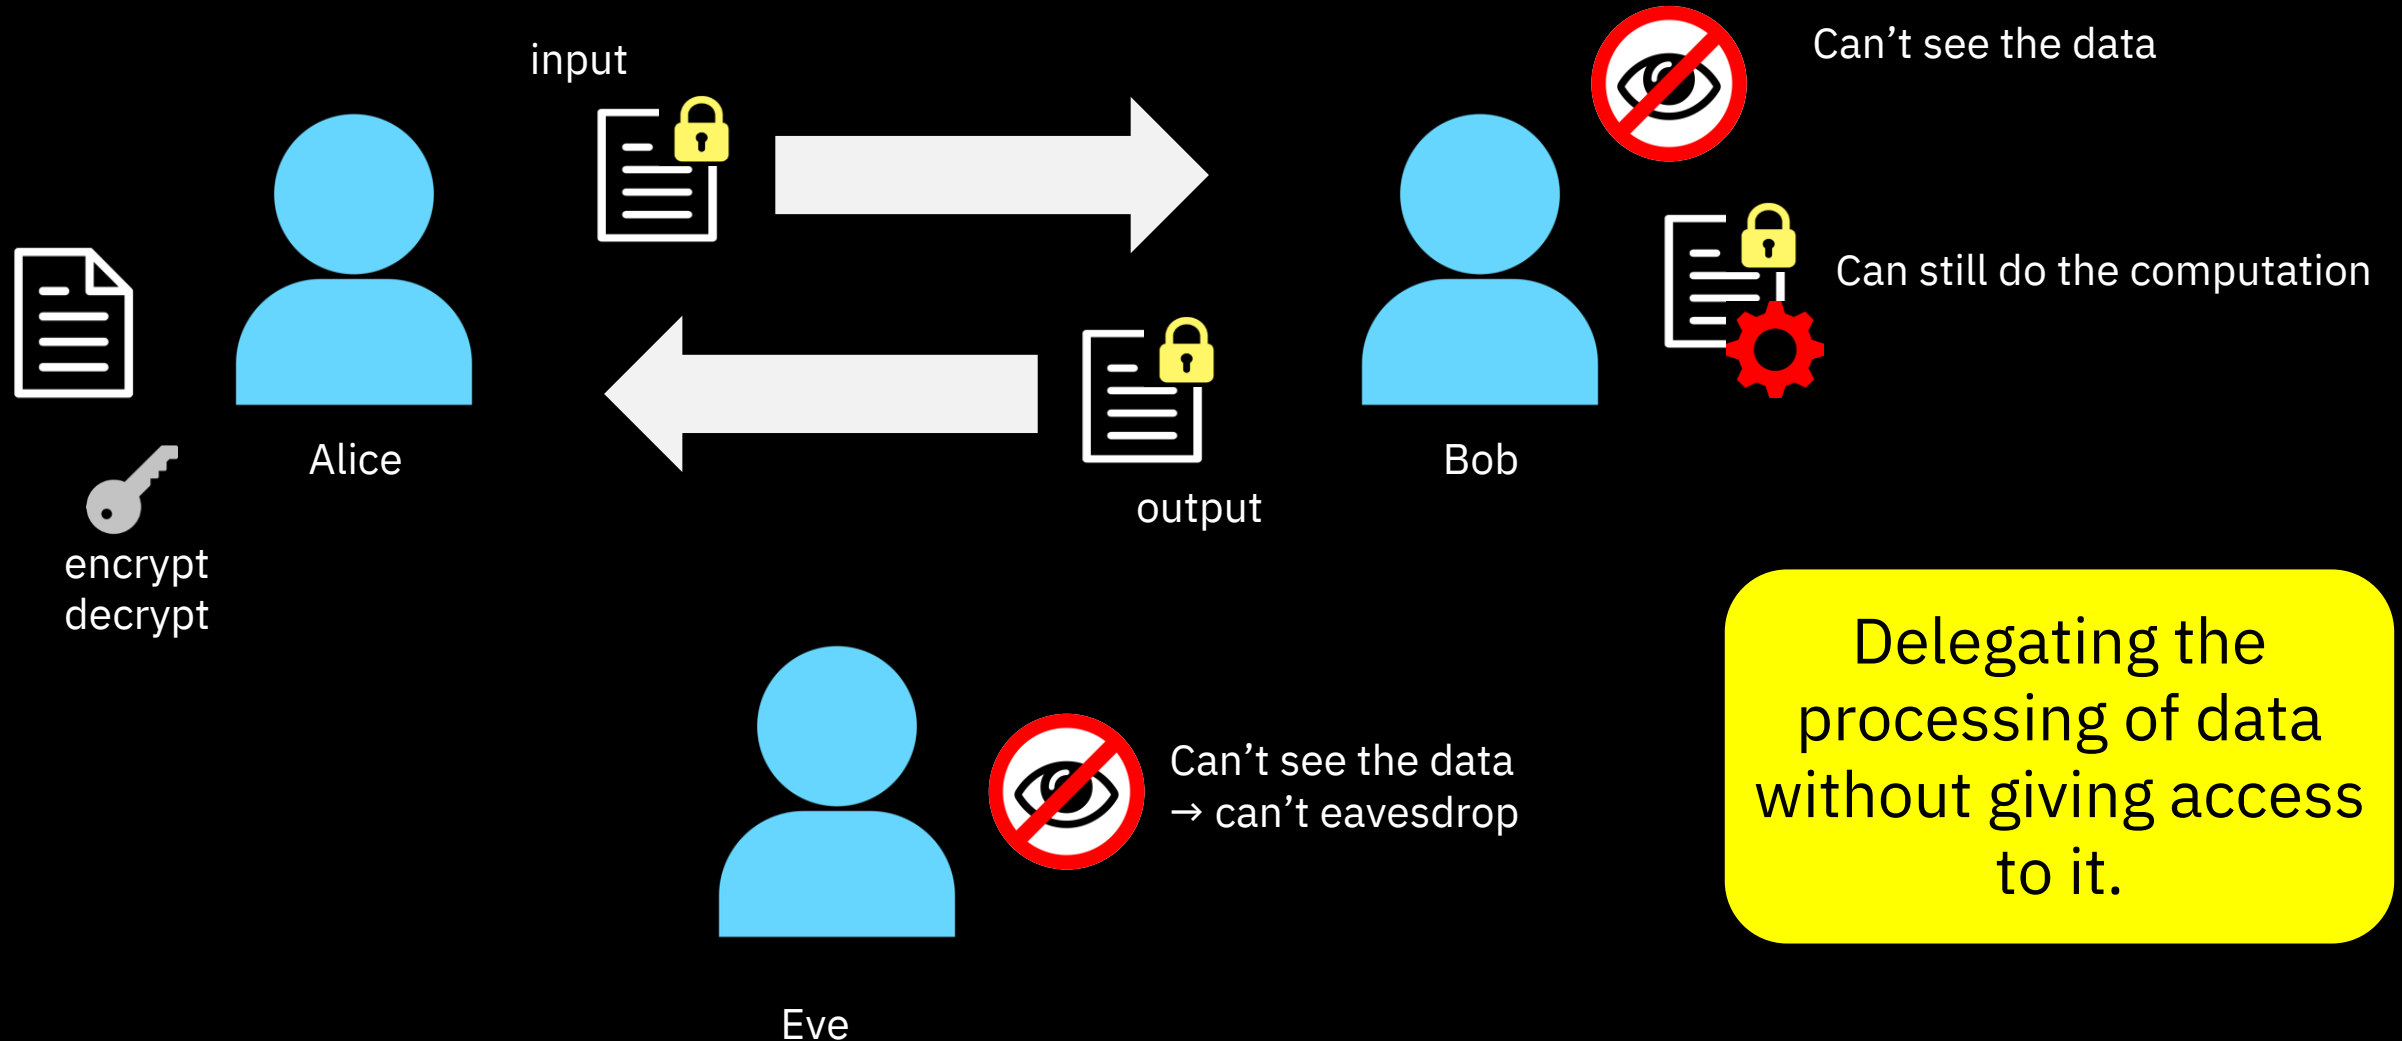 input
Can’t see the data
Can still do the computation
Alice
Bob
output
encrypt
decrypt
Can’t see the data
→ can’t eavesdrop
Delegating the
processing of data
without giving access
to it.
Eve